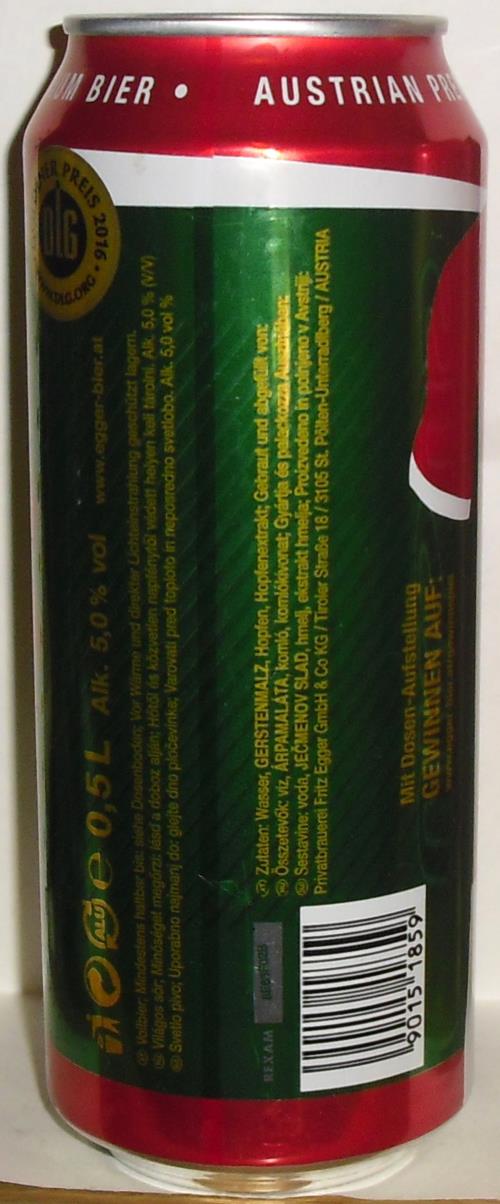 UM BIER • AUSTRIAN PRE
PREIS 2016
DLG
DLG.ORG
0,5 L Alk. 5,0 % vol www.egger-bier.at
Vollbier; Mindestens haltbar bis: siehe Dosenboden; Vor Wärme und direkter Lichteinstrahlung geschützt lagern.
Világos sör; Minőségét megőrzi: lásd a doboz alján; Hőtől és közvetlen napfénytől védett helyen kell tárolni. Alk. 5,0 % (V/V)
Svetlo pivo; Uporabno najmanj do: glejte dno pločevinke; Varovati pred toploto in neposredno svetlobo. Alk. 5,0 vol %
Zutaten: Wasser, GERSTENMALZ, Hopfen, Hopfenextrakt; Gebraut und abgefüllt von:
Összetevők: víz, ÁRPAMALÁTA, komló, komlókivonat; Gyártja és palackozza Ausztriában:
Sestavine: voda, JEČMENOV SLAD, hmelj, ekstrakt hmelja; Proizvedeno in polnjeno v Avstriji:
Privatbrauerei Fritz Egger GmbH & Co KG / Tiroler Straße 18 / 3105 St. Pölten-Unterradlberg / AUSTRIA
REXAM
9015 1859
Mit Dosen-Aufstellung
GEWINNEN AUF: